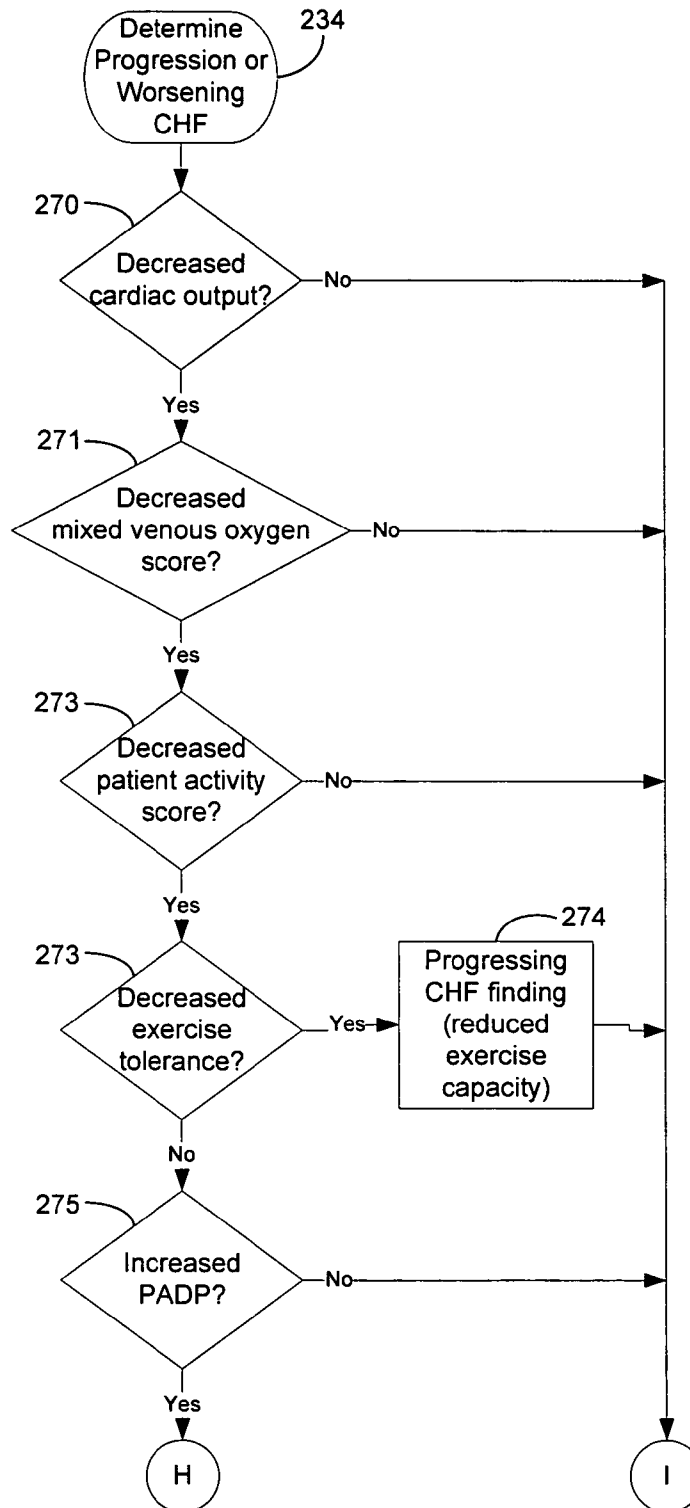 Determine
Progression or
Worsening
CHF
234
270
Decreased
cardiac output?
No
Yes
271
Decreased
mixed venous oxygen
score?
No
Yes
273
Decreased
patient activity
score?
No
Yes
273
Decreased
exercise
tolerance?
Yes
274
Progressing
CHF finding
(reduced
exercise
capacity)
No
275
Increased
PADP?
No
Yes
H
I